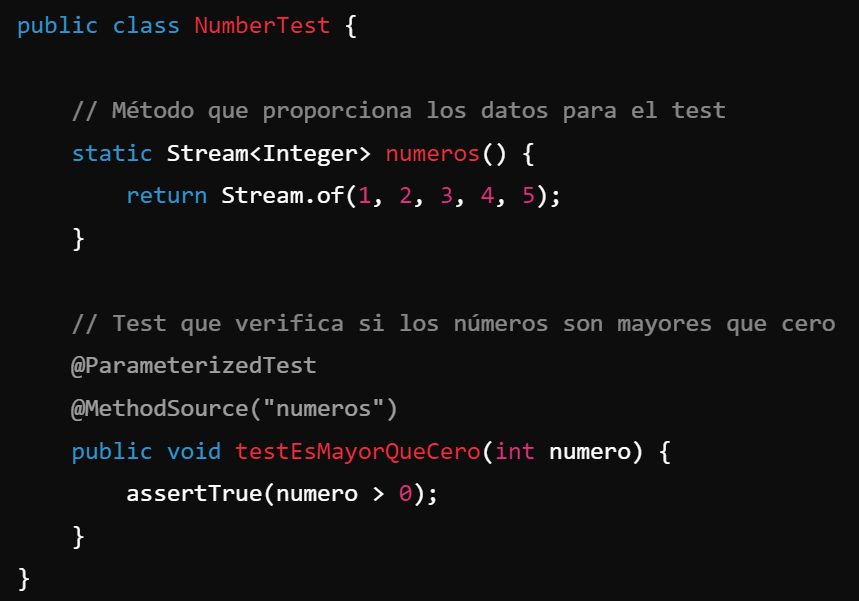 public class NumberTest {
    // Método que proporciona los datos para el test
    static Stream<Integer> numeros() {
        return Stream.of(1, 2, 3, 4, 5);
    }
    // Test que verifica si los números son mayores que cero
    @ParameterizedTest
    @MethodSource("numeros")
    public void testEsMayorQueCero(int numero) {
        assertTrue(numero > 0);
    }
}